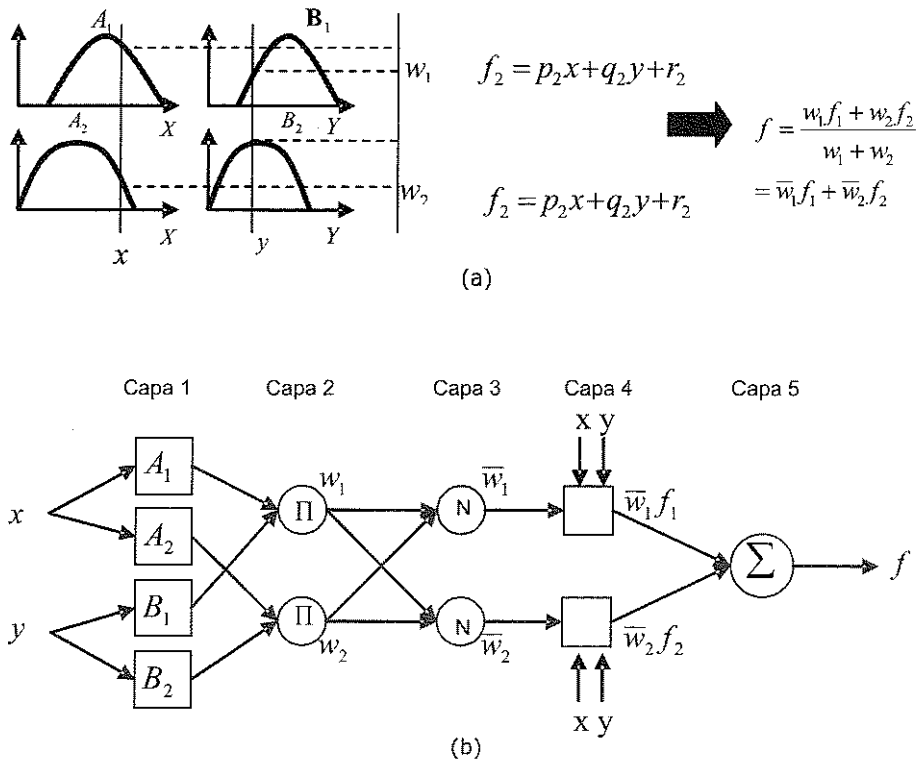 A₁ B₁
w₁
X Y
f₂ = p₂x+q₂y+r₂
f = (w₁f₁ + w₂f₂) / (w₁ + w₂)
= w̅₁f₁ + w̅₂f₂
A₂ B₂
w₂
X Y
x y
f₂ = p₂x+q₂y+r₂
(a)
Capa 1 Capa 2 Capa 3 Capa 4 Capa 5
x y
A₁ w₁ w̅₁
x Π N w̅₁f₁
A₂
Σ f
B₁
y Π N
w₂ w̅₂ w̅₂f₂
B₂
x y
(b)